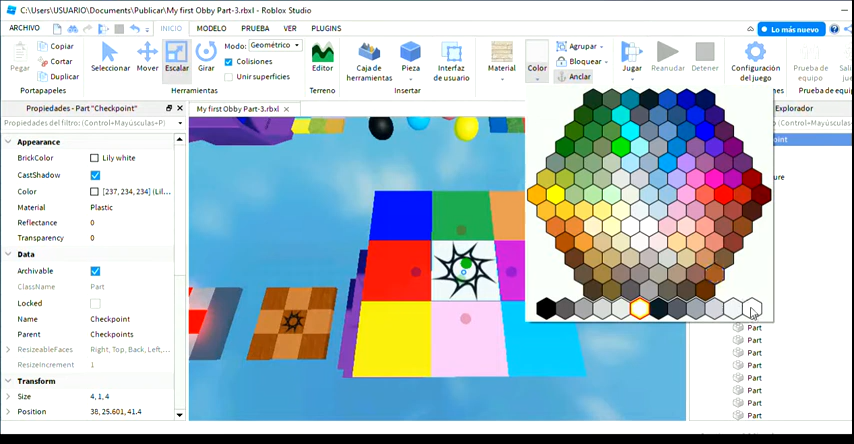 C:\Users\USUARIO\Documents\Publicar\My first Obby Part-3.rbxl - Roblox Studio
ARCHIVO
INICIO
MODELO
PRUEBA
VER
PLUGINS
Lo más nuevo
Pegar
Copiar
Cortar
Duplicar
Portapapeles
Seleccionar
Mover
Escalar
Girar
Herramientas
Modo: Geométrico
Colisiones
Unir superficies
Editor
Terreno
Caja de herramientas
Pieza
Interfaz de usuario
Insertar
Material
Color
Agrupar
Bloquear
Anclar
Jugar
Reanudar
Detener
Configuración del juego
Prueba de equipo
Propiedades - Part "Checkpoint"
Propiedades del filtro: (Control+Mayúsculas+P)
My first Obby Part-3.rbxl
Explorador
Appearance
BrickColor Lily white
CastShadow
Color [237, 234, 234] (Lil...
Material Plastic
Reflectance 0
Transparency 0
Data
Archivable
ClassName Part
Locked
Name Checkpoint
Parent Checkpoints
ResizeableFaces Right, Top, Back, Left,...
ResizeIncrement 1
Transform
Size 4, 1, 4
Position 38, 25.601, 41.4
Part
Part
Part
Part
Part
Part
Part
Part